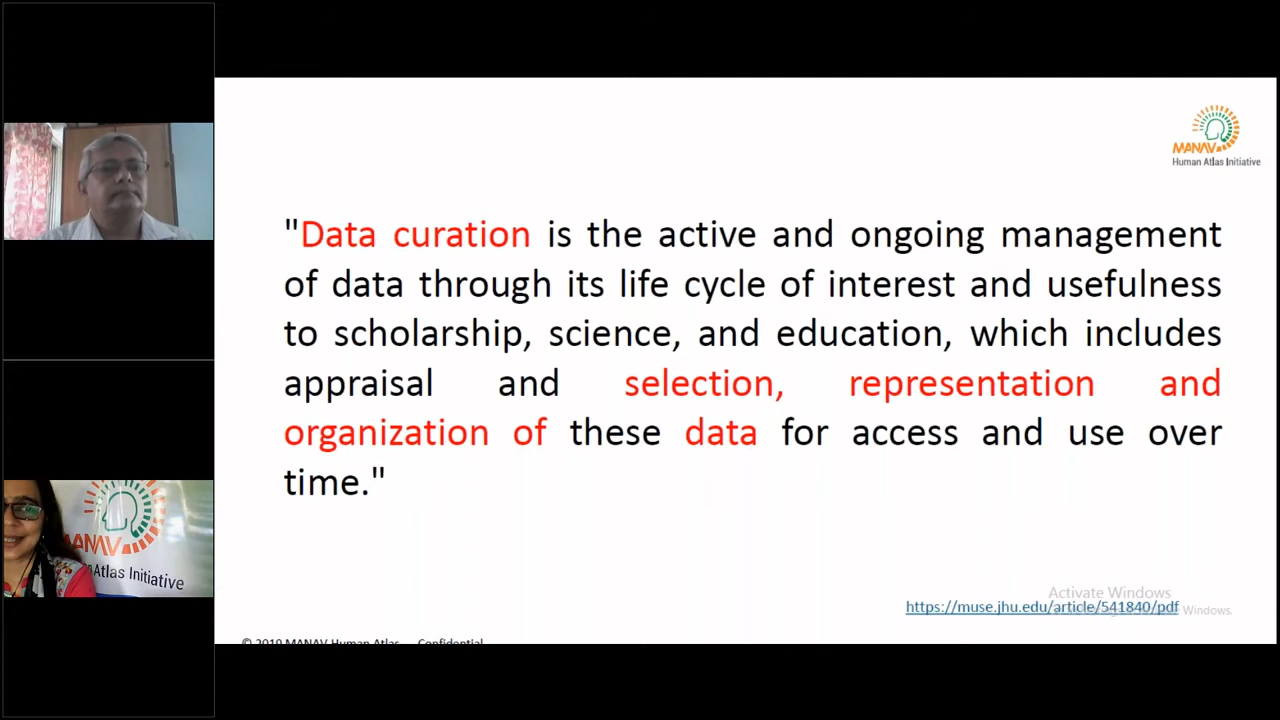 MANAV
Human Atlas Initiative
"Data curation is the active and ongoing management
of data through its life cycle of interest and usefulness
to scholarship, science, and education, which includes
appraisal and selection, representation and
organization of these data for access and use over
time."
MANAV
Atlas Initiative
Activate Windows
https://muse.jhu.edu/article/541840/pdf
Windows.
© 2019 MANAV Human Atlas Confidential